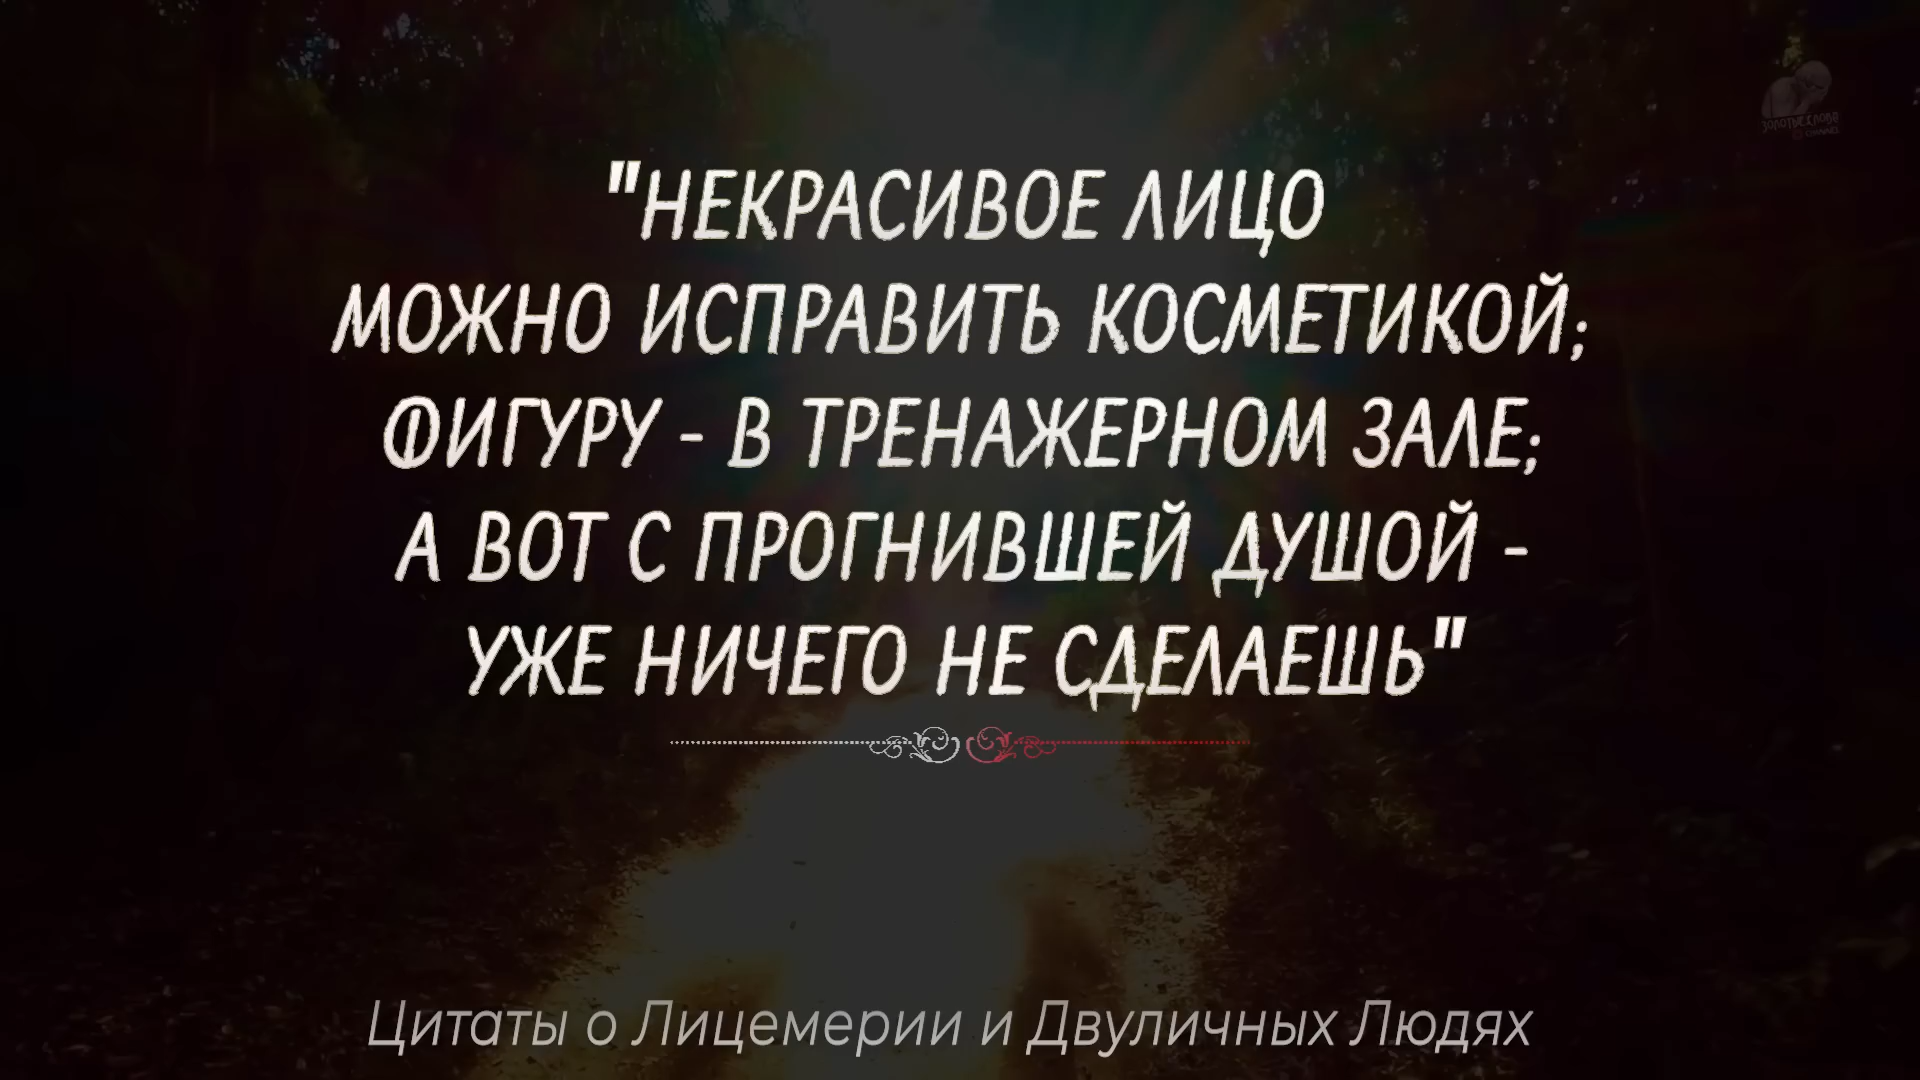 "НЕКРАСИВОЕ ЛИЦО
МОЖНО ИСПРАВИТЬ КОСМЕТИКОЙ;
ФИГУРУ - В ТРЕНАЖЕРНОМ ЗАЛЕ;
А ВОТ С ПРОГНИВШЕЙ ДУШОЙ -
УЖЕ НИЧЕГО НЕ СДЕЛАЕШЬ"
Цитаты о Лицемерии и Двуличных Людях